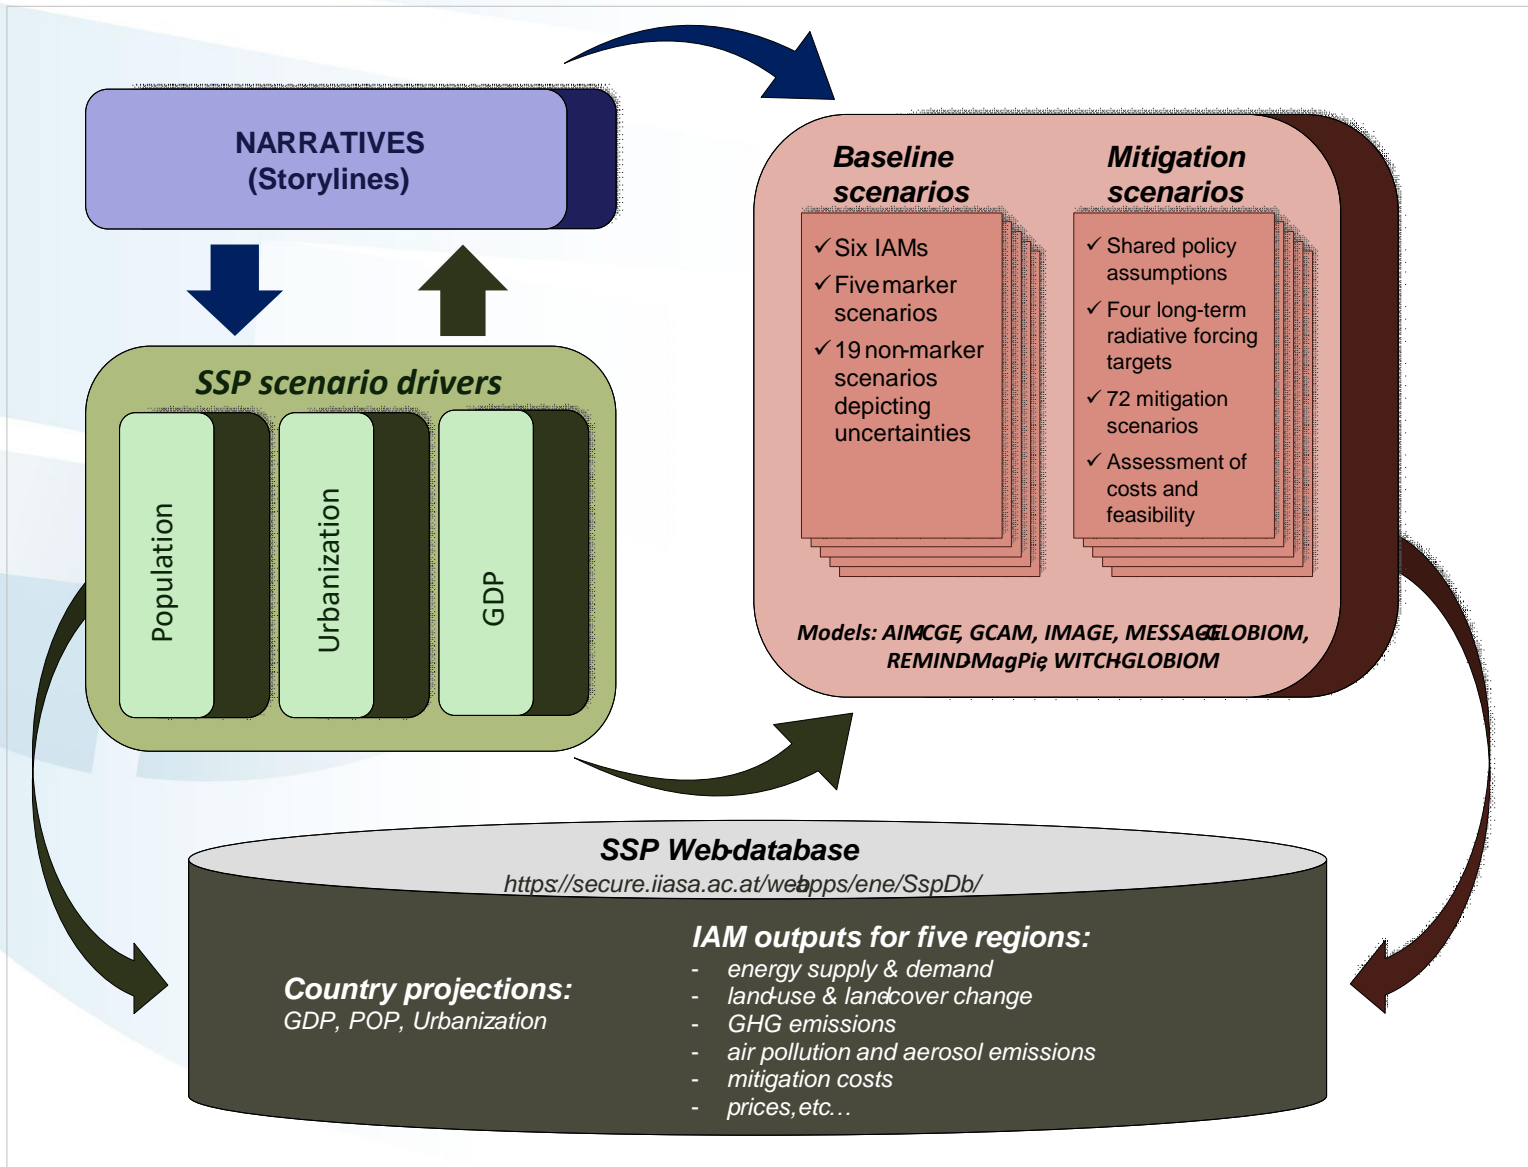 NARRATIVES
(Storylines)
SSP scenario drivers
Population
Urbanization
GDP
Baseline
scenarios
✓ Six IAMs
✓ Five marker
scenarios
✓ 19 non-marker
scenarios
depicting
uncertainties
Mitigation
scenarios
✓ Shared policy
assumptions
✓ Four long-term
radiative forcing
targets
✓ 72 mitigation
scenarios
✓ Assessment of
costs and
feasibility
Models: AIM-CGE, GCAM, IMAGE, MESSAGE-GLOBIOM,
REMIND-MagPie, WITCH-GLOBIOM
SSP Web-database
https://secure.iiasa.ac.at/web-apps/ene/SspDb/
Country projections:
GDP, POP, Urbanization
IAM outputs for five regions:
- energy supply & demand
- land-use & land-cover change
- GHG emissions
- air pollution and aerosol emissions
- mitigation costs
- prices, etc...